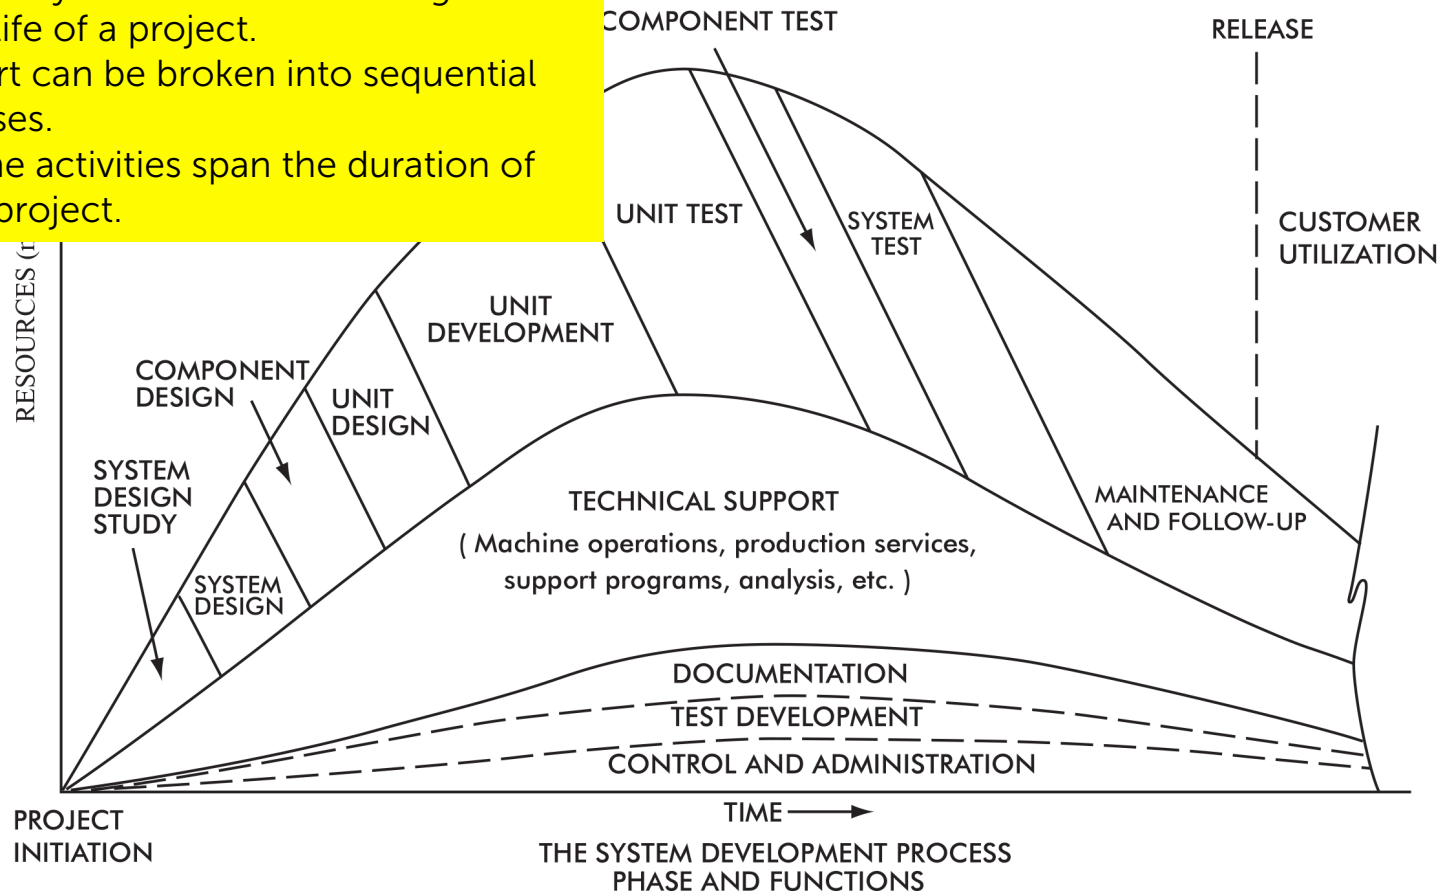 life of a project.
can be broken into sequential
activities span the duration of
project.
COMPONENT TEST
RELEASE
UNIT TEST
SYSTEM
TEST
CUSTOMER
UTILIZATION
RESOURCES
UNIT
DEVELOPMENT
COMPONENT
DESIGN
UNIT
DESIGN
SYSTEM
DESIGN
STUDY
SYSTEM
DESIGN
TECHNICAL SUPPORT
( Machine operations, production services,
support programs, analysis, etc. )
MAINTENANCE
AND FOLLOW-UP
DOCUMENTATION
TEST DEVELOPMENT
CONTROL AND ADMINISTRATION
TIME
PROJECT
INITIATION
THE SYSTEM DEVELOPMENT PROCESS
PHASE AND FUNCTIONS